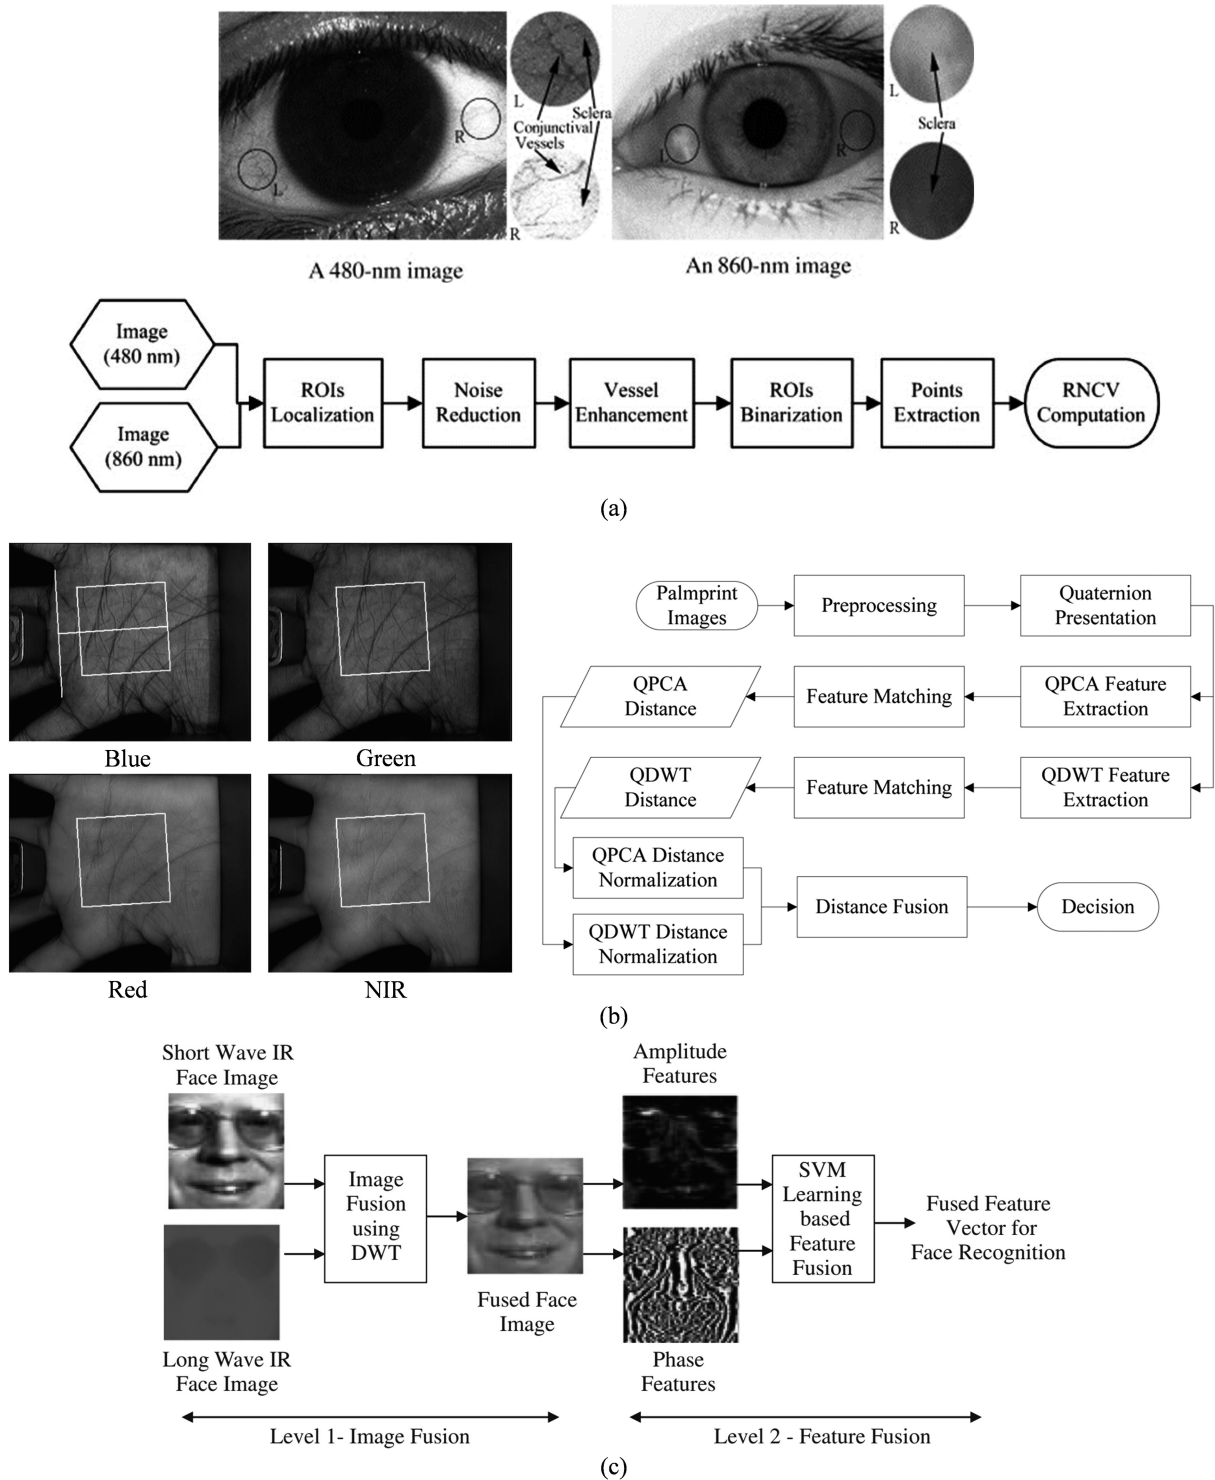 L
Sclera
Conjunctival
Vessels
R
R
L
L
R
L
Sclera
R
A 480-nm image
An 860-nm image
Image
(480 nm)
Image
(860 nm)
ROIs
Localization
Noise
Reduction
Vessel
Enhancement
ROIs
Binarization
Points
Extraction
RNCV
Computation
(a)
Blue
Green
Red
NIR
Palmprint
Images
Preprocessing
Quaternion
Presentation
QPCA
Distance
Feature Matching
QPCA Feature
Extraction
QDWT
Distance
Feature Matching
QDWT Feature
Extraction
QPCA Distance
Normalization
QDWT Distance
Normalization
Distance Fusion
Decision
(b)
Short Wave IR
Face Image
Long Wave IR
Face Image
Image
Fusion
using
DWT
Fused Face
Image
Amplitude
Features
Phase
Features
SVM
Learning
based
Feature
Fusion
Fused Feature
Vector for
Face Recognition
Level 1- Image Fusion
Level 2 - Feature Fusion
(c)